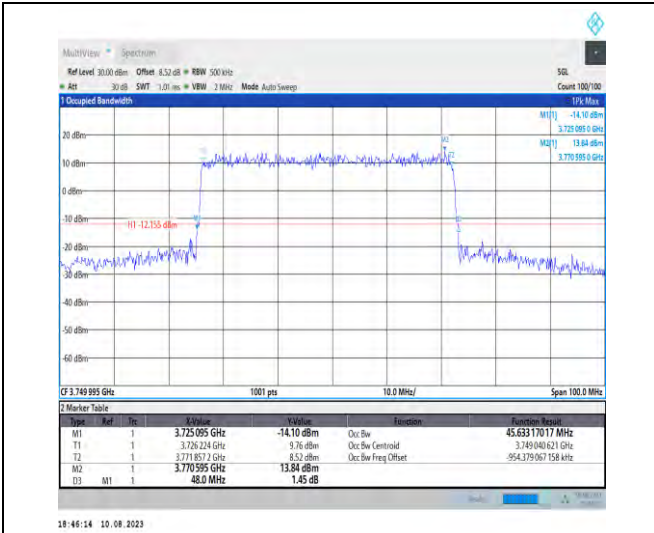 MultiView Spectrum
Ref Level 30.00 dBm Offset 8.52 dB RBW 500 kHz SGL
Att 30 dB SWT 1.01 ms VBW 2 MHz Mode Auto Sweep Count 100/100
1 Occupied Bandwidth 1Pk Max
M1[1] -14.10 dBm
3.725 095 0 GHz
M2[1] 13.84 dBm
3.770 595 0 GHz
20 dBm
M2
T2
10 dBm
0 dBm
-10 dBm
H1 -12.155 dBm
-20 dBm
-30 dBm
-40 dBm
-50 dBm
-60 dBm
CF 3.749 995 GHz 1001 pts 10.0 MHz/ Span 100.0 MHz
2 Marker Table
Type Ref Trc X-Value Y-Value Function Function Result
M1 1 3.725 095 GHz -14.10 dBm Occ Bw 45.633 170 17 MHz
T1 1 3.726 224 GHz 9.76 dBm Occ Bw Centroid 3.749 040 621 GHz
T2 1 3.771 857 2 GHz 8.52 dBm Occ Bw Freq Offset -954.379 067 158 kHz
M2 1 3.770 595 GHz 13.84 dBm
D3 M1 1 48.0 MHz 1.45 dB
18:46:14 10.08.2023